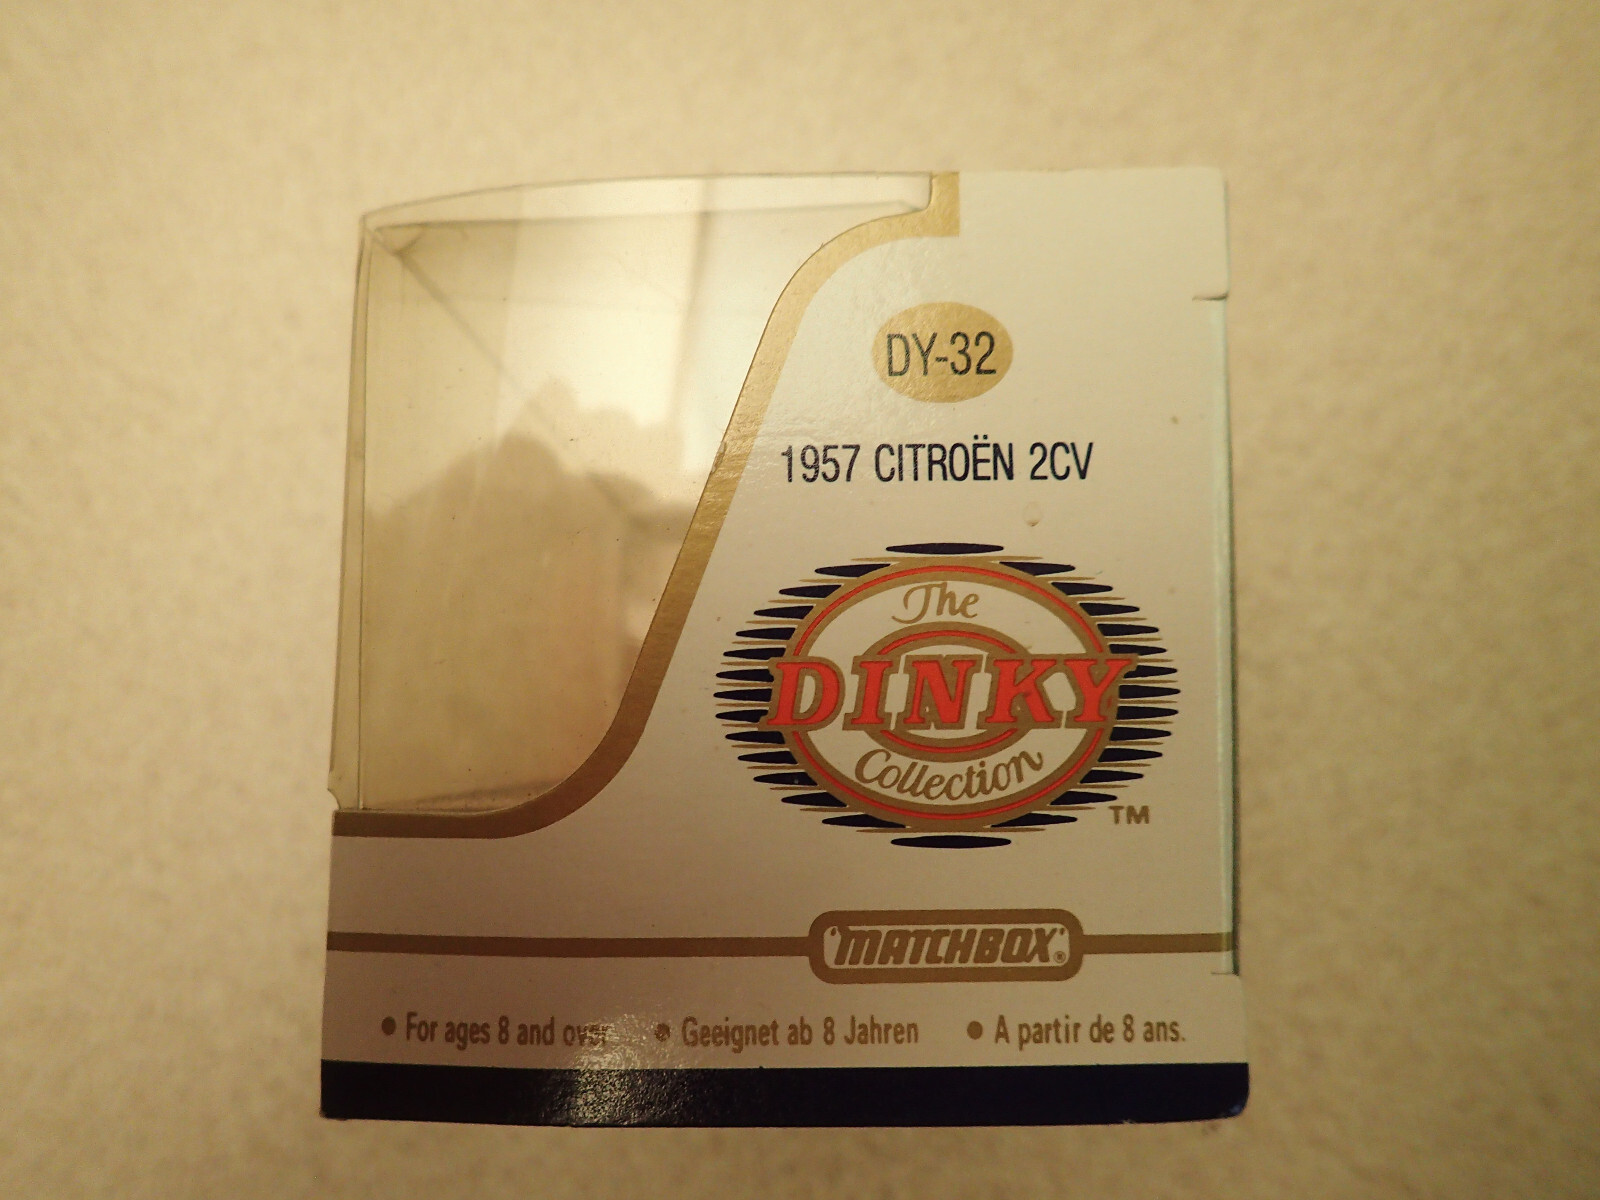 DY-32
1957 CITROËN 2CV
The
DINKY
Collection
TM
'MATCHBOX'®
• For ages 8 and over • Geeignet ab 8 Jahren • A partir de 8 ans.